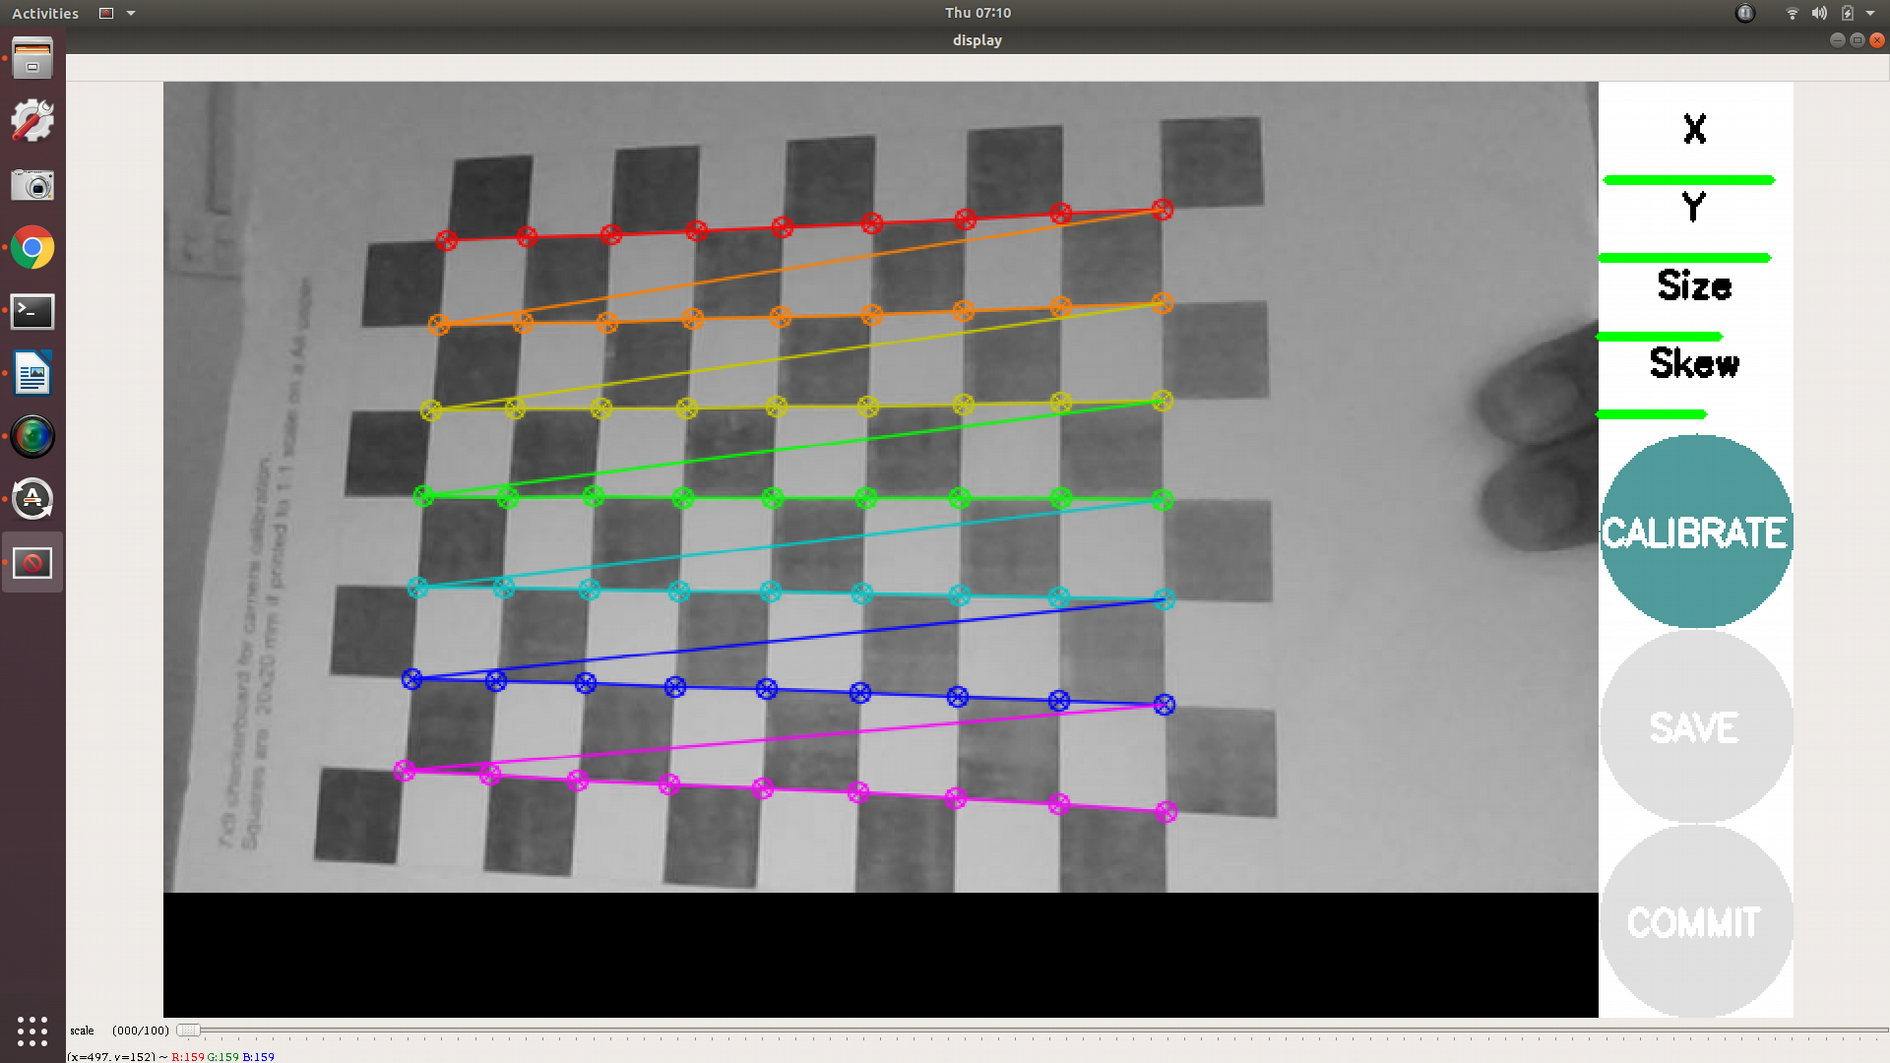 Activities
Thu 07:10
display
X
Y
Size
Skew
CALIBRATE
SAVE
COMMIT
7x9 checkerboard for camera calibration.
Squares are 20x20 mm if printed to 1:1 scale on a A4 paper
scale (000/100)
(x=497, y=152) ~ R:159 G:159 B:159